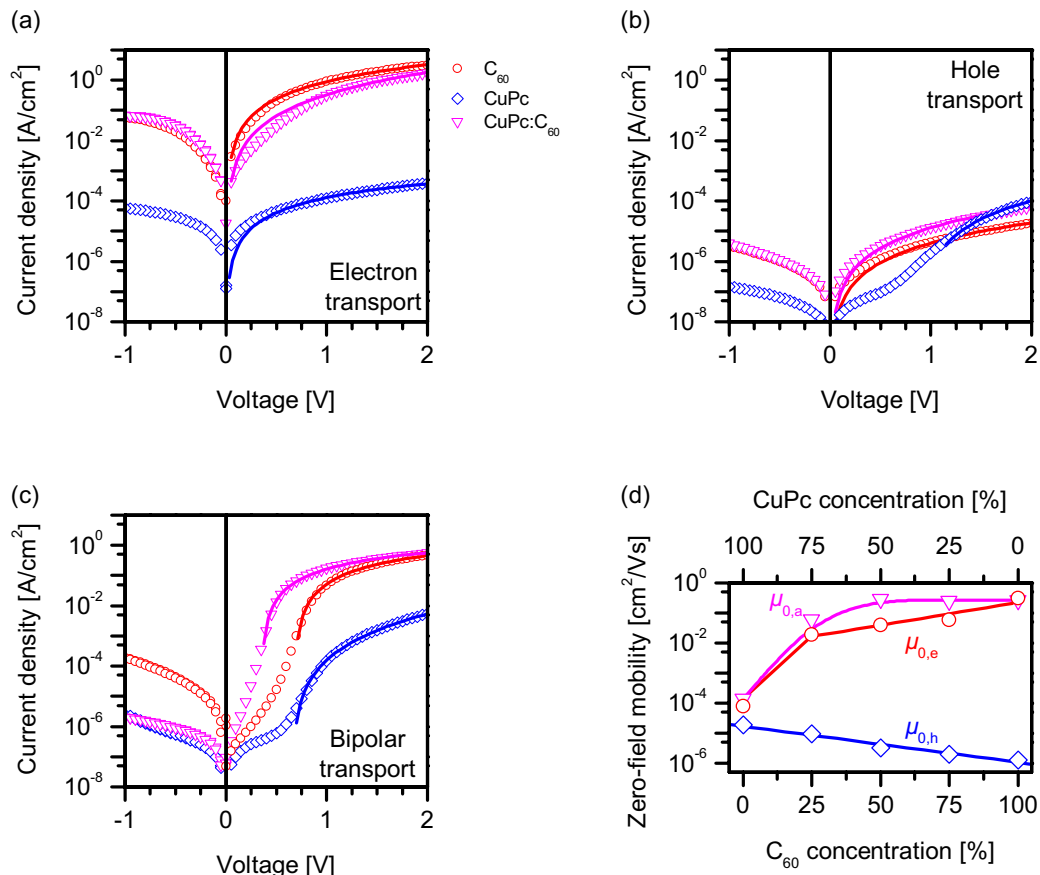 (a)
Current density [A/cm²]
10⁰
10⁻²
10⁻⁴
10⁻⁶
10⁻⁸
-1
0
1
2
Voltage [V]
Electron
transport
C₆₀
CuPc
CuPc:C₆₀
(b)
Current density [A/cm²]
10⁰
10⁻²
10⁻⁴
10⁻⁶
10⁻⁸
-1
0
1
2
Voltage [V]
Hole
transport
(c)
Current density [A/cm²]
10⁰
10⁻²
10⁻⁴
10⁻⁶
10⁻⁸
-1
0
1
2
Voltage [V]
Bipolar
transport
(d)
CuPc concentration [%]
100 75 50 25 0
Zero-field mobility [cm²/Vs]
10⁰
10⁻²
10⁻⁴
10⁻⁶
μ₀,ₐ
μ₀,ₑ
μ₀,ₕ
0 25 50 75 100
C₆₀ concentration [%]